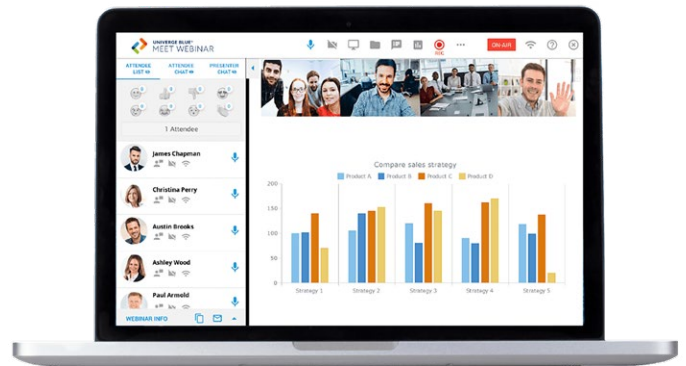 UNIVERGE BLUE®
MEET WEBINAR
REC
ON AIR
ATTENDEE
LIST
ATTENDEE
CHAT
PRESENTER
CHAT
1 Attendee
James Chapman
Christina Perry
Austin Brooks
Ashley Wood
Paul Armold
WEBINAR INFO
Compare sales strategy
Product A
Product B
Product C
Product D
200
150
100
50
0
Strategy 1
Strategy 2
Strategy 3
Strategy 4
Strategy 5